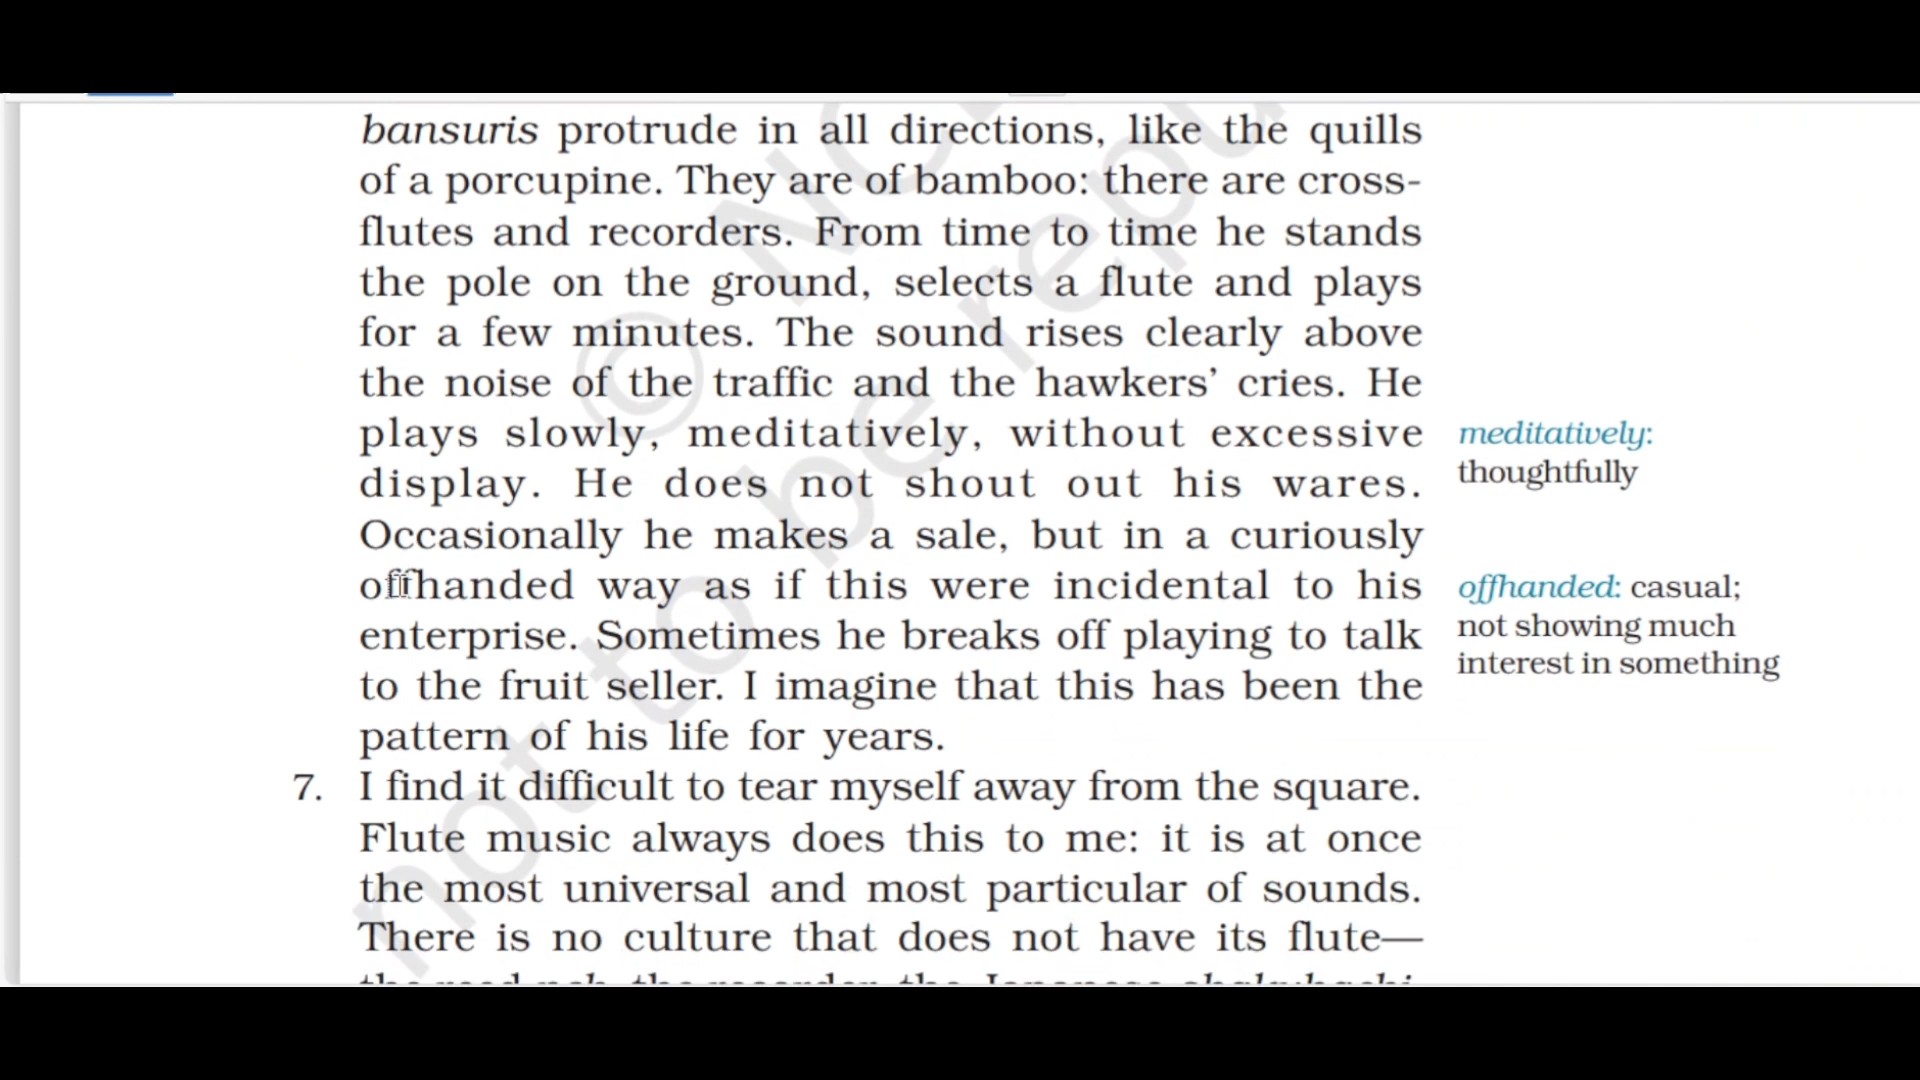 bansuris protrude in all directions, like the quills
of a porcupine. They are of bamboo: there are cross-
flutes and recorders. From time to time he stands
the pole on the ground, selects a flute and plays
for a few minutes. The sound rises clearly above
the noise of the traffic and the hawkers’ cries. He
plays slowly, meditatively, without excessive
display. He does not shout out his wares.
Occasionally he makes a sale, but in a curiously
offhanded way as if this were incidental to his
enterprise. Sometimes he breaks off playing to talk
to the fruit seller. I imagine that this has been the
pattern of his life for years.
7. I find it difficult to tear myself away from the square.
Flute music always does this to me: it is at once
the most universal and most particular of sounds.
There is no culture that does not have its flute—
meditatively:
thoughtfully
offhanded: casual;
not showing much
interest in something
©
not to be repu